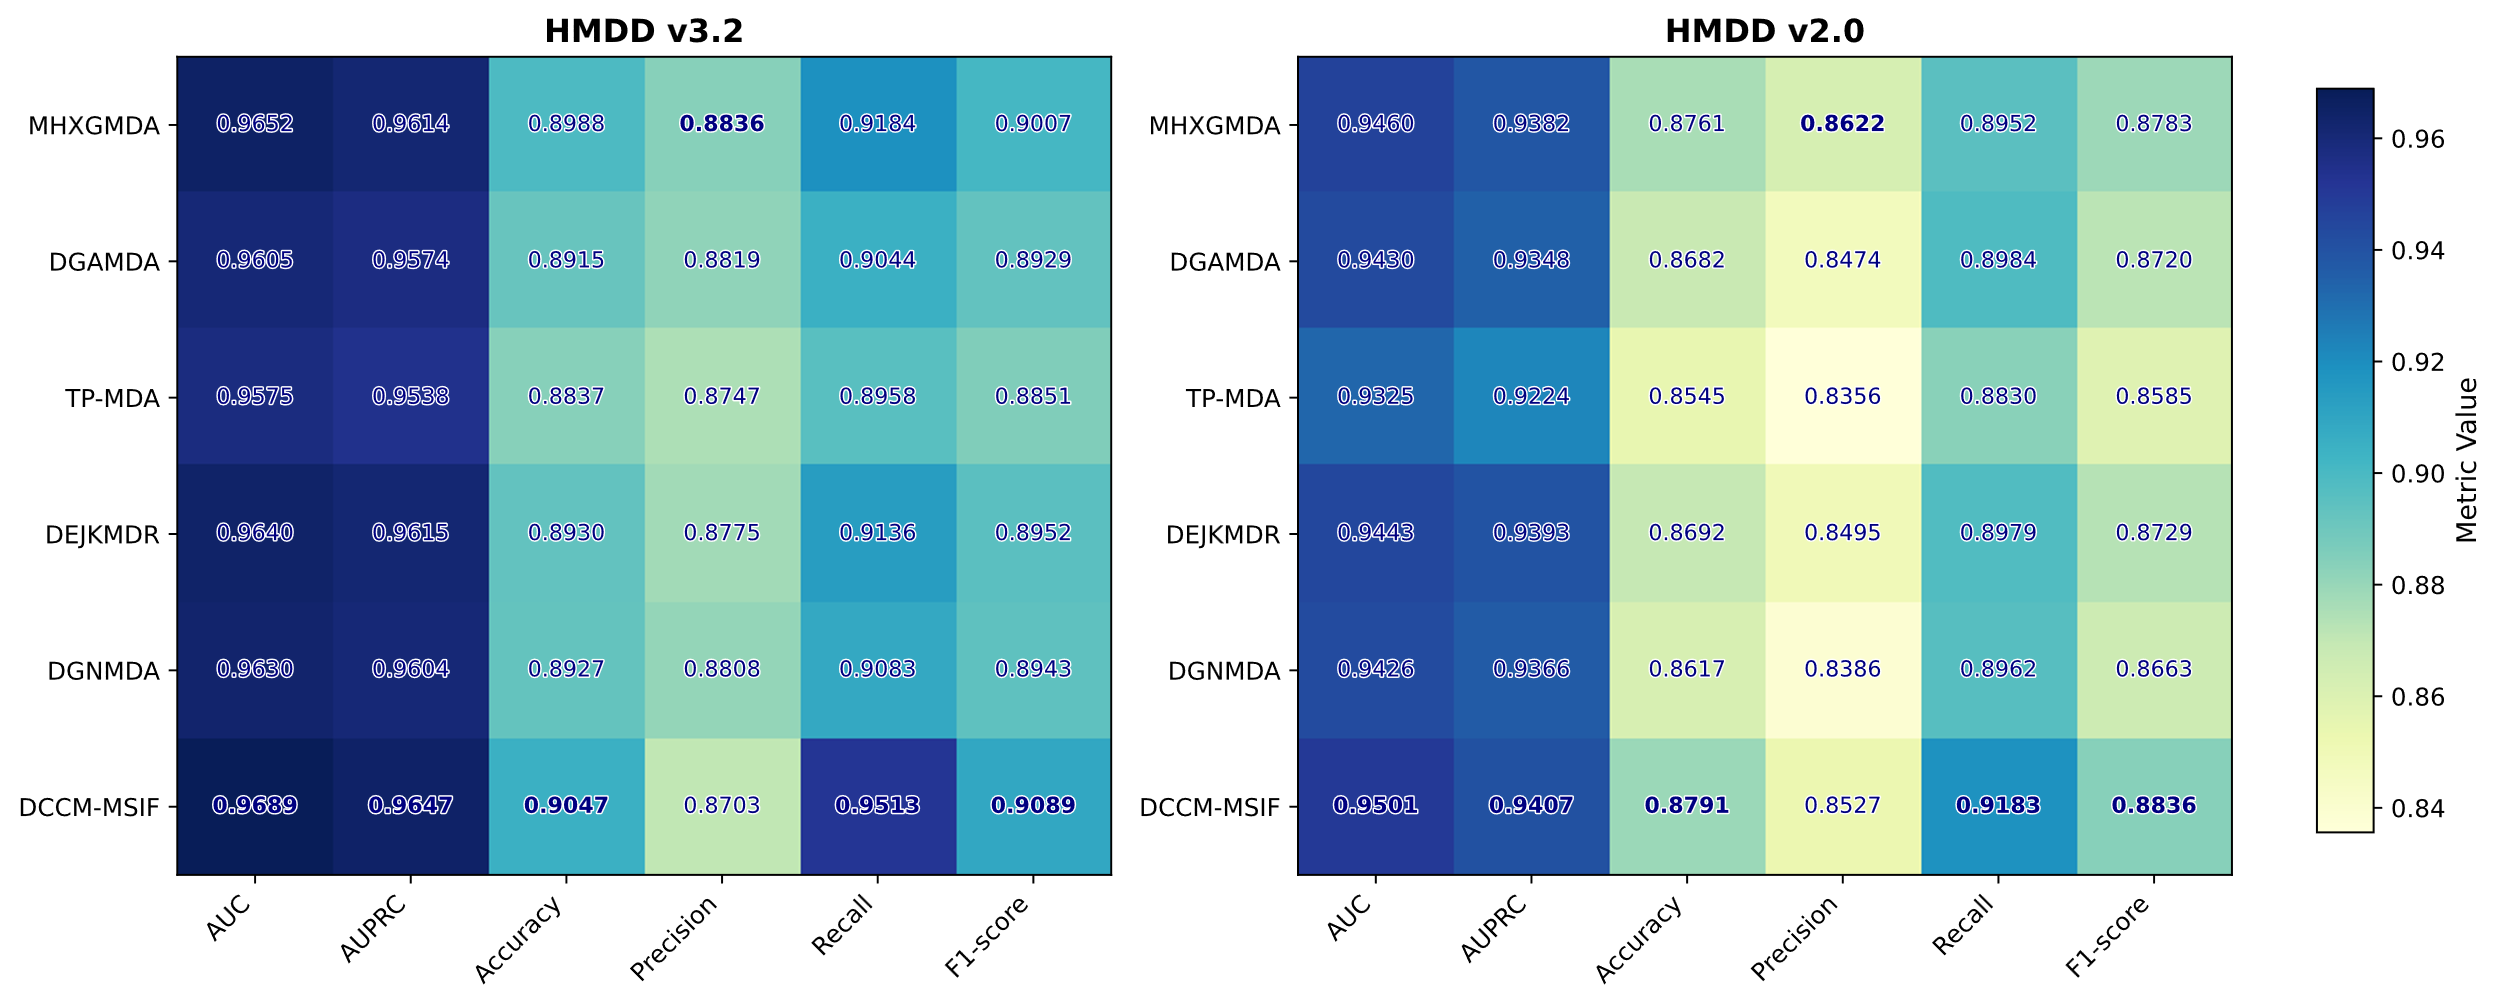 HMDD v3.2
MHXGMDA 0.9652 0.9614 0.8988 0.8836 0.9184 0.9007
DGAMDA 0.9605 0.9574 0.8915 0.8819 0.9044 0.8929
TP-MDA 0.9575 0.9538 0.8837 0.8747 0.8958 0.8851
DEJKMDR 0.9640 0.9615 0.8930 0.8775 0.9136 0.8952
DGNMDA 0.9630 0.9604 0.8927 0.8808 0.9083 0.8943
DCCM-MSIF 0.9689 0.9647 0.9047 0.8703 0.9513 0.9089
AUC AUPRC Accuracy Precision Recall F1-score
HMDD v2.0
MHXGMDA 0.9460 0.9382 0.8761 0.8622 0.8952 0.8783
DGAMDA 0.9430 0.9348 0.8682 0.8474 0.8984 0.8720
TP-MDA 0.9325 0.9224 0.8545 0.8356 0.8830 0.8585
DEJKMDR 0.9443 0.9393 0.8692 0.8495 0.8979 0.8729
DGNMDA 0.9426 0.9366 0.8617 0.8386 0.8962 0.8663
DCCM-MSIF 0.9501 0.9407 0.8791 0.8527 0.9183 0.8836
AUC AUPRC Accuracy Precision Recall F1-score
0.96
0.94
0.92
0.90
0.88
0.86
0.84
Metric Value